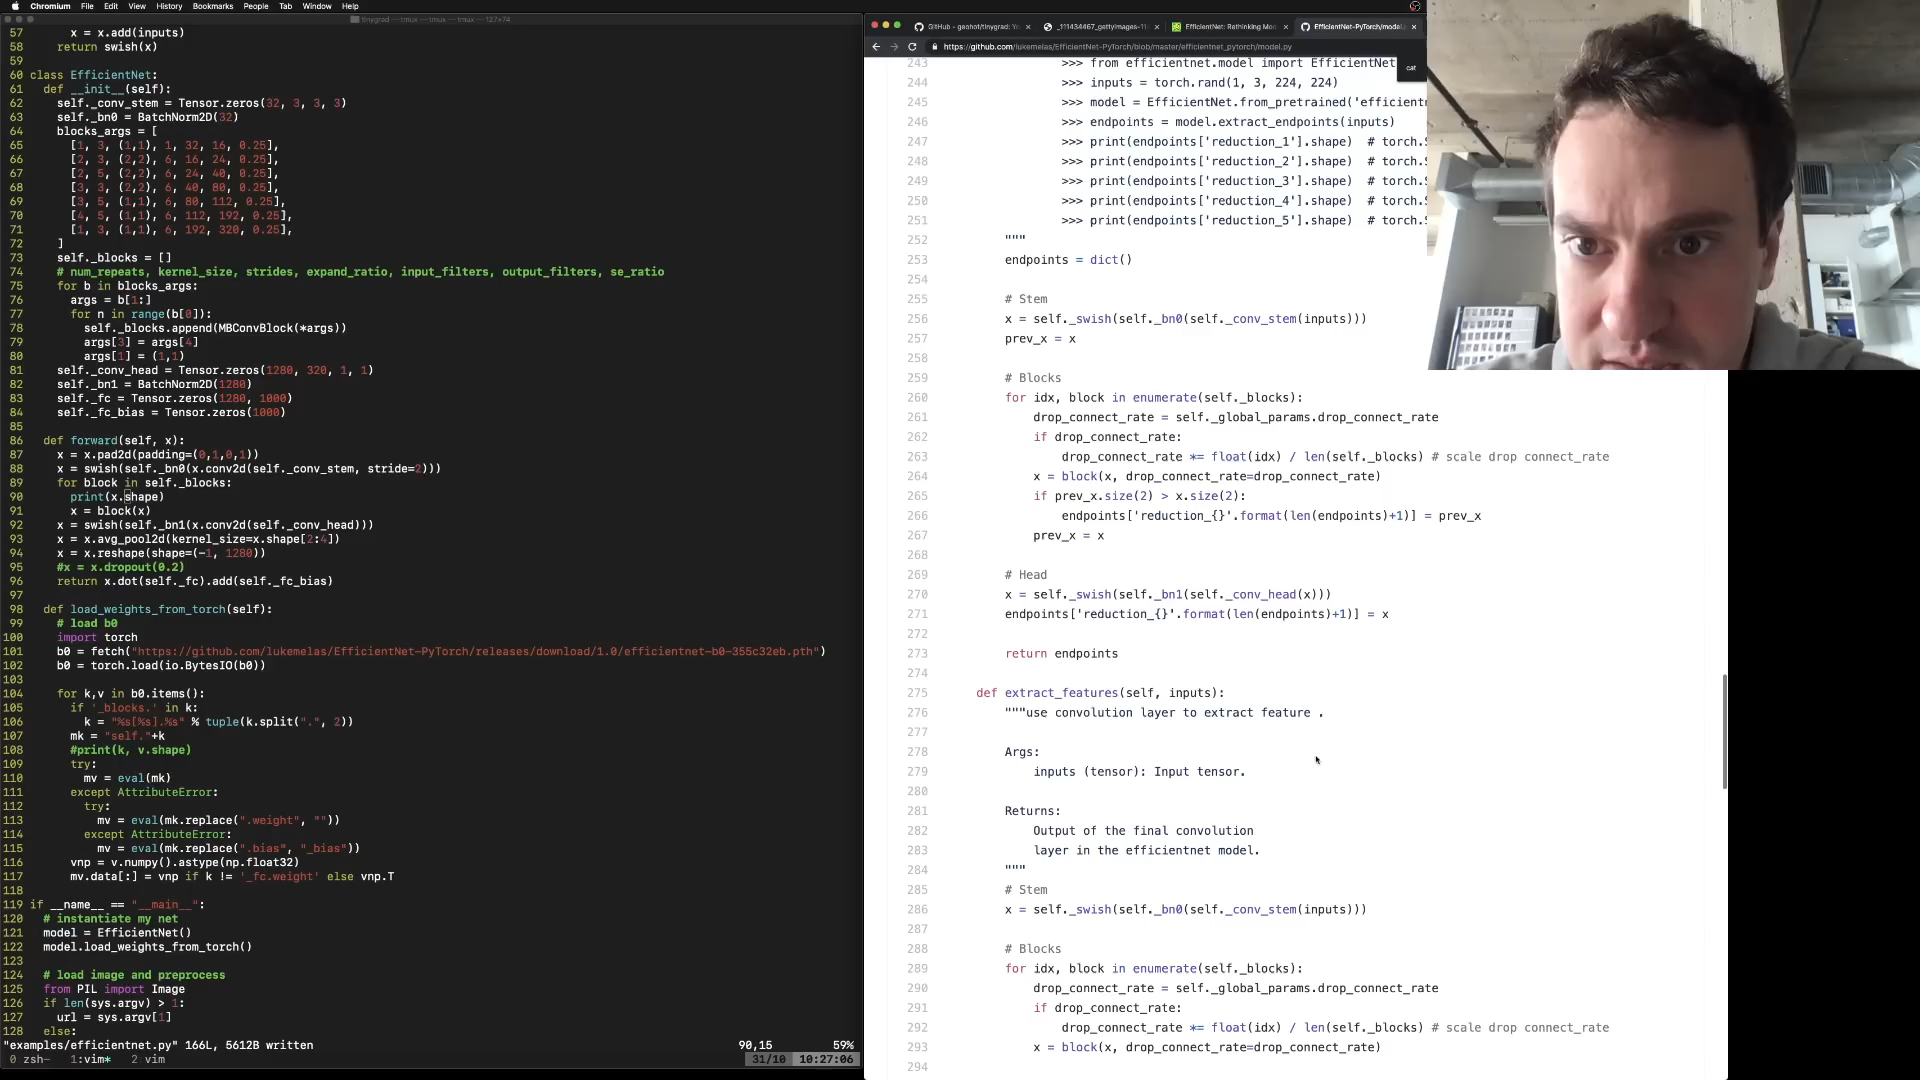 Chromium File Edit View History Bookmarks People Tab Window Help
tinygrad — tmux — tmux — tmux — 127×74
57 x = x.add(inputs)
58 return swish(x)
59
60 class EfficientNet:
61 def __init__(self):
62 self._conv_stem = Tensor.zeros(32, 3, 3, 3)
63 self._bn0 = BatchNorm2D(32)
64 blocks_args = [
65 [1, 3, (1,1), 1, 32, 16, 0.25],
66 [2, 3, (2,2), 6, 16, 24, 0.25],
67 [2, 5, (2,2), 6, 24, 40, 0.25],
68 [3, 3, (2,2), 6, 40, 80, 0.25],
69 [3, 5, (1,1), 6, 80, 112, 0.25],
70 [4, 5, (1,1), 6, 112, 192, 0.25],
71 [1, 3, (1,1), 6, 192, 320, 0.25],
72 ]
73 self._blocks = []
74 # num_repeats, kernel_size, strides, expand_ratio, input_filters, output_filters, se_ratio
75 for b in blocks_args:
76 args = b[1:]
77 for n in range(b[0]):
78 self._blocks.append(MBConvBlock(*args))
79 args[3] = args[4]
80 args[1] = (1,1)
81 self._conv_head = Tensor.zeros(1280, 320, 1, 1)
82 self._bn1 = BatchNorm2D(1280)
83 self._fc = Tensor.zeros(1280, 1000)
84 self._fc_bias = Tensor.zeros(1000)
85
86 def forward(self, x):
87 x = x.pad2d(padding=(0,1,0,1))
88 x = swish(self._bn0(x.conv2d(self._conv_stem, stride=2)))
89 for block in self._blocks:
90 print(x.shape)
91 x = block(x)
92 x = swish(self._bn1(x.conv2d(self._conv_head)))
93 x = x.avg_pool2d(kernel_size=x.shape[2:4])
94 x = x.reshape(shape=(-1, 1280))
95 #x = x.dropout(0.2)
96 return x.dot(self._fc).add(self._fc_bias)
97
98 def load_weights_from_torch(self):
99 # load b0
100 import torch
101 b0 = fetch("https://github.com/lukemelas/EfficientNet-PyTorch/releases/download/1.0/efficientnet-b0-355c32eb.pth")
102 b0 = torch.load(io.BytesIO(b0))
103
104 for k,v in b0.items():
105 if '_blocks.' in k:
106 k = "%s[%s].%s" % tuple(k.split(".", 2))
107 mk = "self."+k
108 #print(k, v.shape)
109 try:
110 mv = eval(mk)
111 except AttributeError:
112 try:
113 mv = eval(mk.replace(".weight", ""))
114 except AttributeError:
115 mv = eval(mk.replace(".bias", "_bias"))
116 vnp = v.numpy().astype(np.float32)
117 mv.data[:] = vnp if k != '_fc.weight' else vnp.T
118
119 if __name__ == "__main__":
120 # instantiate my net
121 model = EfficientNet()
122 model.load_weights_from_torch()
123
124 # load image and preprocess
125 from PIL import Image
126 if len(sys.argv) > 1:
127 url = sys.argv[1]
128 else:
"examples/efficientnet.py" 166L, 5612B written 90,15 59%
0 zsh- 1:vim* 2 vim 31/10 10:27:06
GitHub - geohot/tinygrad: Yo × _111434467_gettyimages-11 × EfficientNet: Rethinking Mod × EfficientNet-PyTorch/model ×
https://github.com/lukemelas/EfficientNet-PyTorch/blob/master/efficientnet_pytorch/model.py
cat
243 >>> from efficientnet.model import EfficientNet
244 >>> inputs = torch.rand(1, 3, 224, 224)
245 >>> model = EfficientNet.from_pretrained('efficientn
246 >>> endpoints = model.extract_endpoints(inputs)
247 >>> print(endpoints['reduction_1'].shape) # torch.S
248 >>> print(endpoints['reduction_2'].shape) # torch.S
249 >>> print(endpoints['reduction_3'].shape) # torch.S
250 >>> print(endpoints['reduction_4'].shape) # torch.S
251 >>> print(endpoints['reduction_5'].shape) # torch.S
252 """
253 endpoints = dict()
254
255 # Stem
256 x = self._swish(self._bn0(self._conv_stem(inputs)))
257 prev_x = x
258
259 # Blocks
260 for idx, block in enumerate(self._blocks):
261 drop_connect_rate = self._global_params.drop_connect_rate
262 if drop_connect_rate:
263 drop_connect_rate *= float(idx) / len(self._blocks) # scale drop connect_rate
264 x = block(x, drop_connect_rate=drop_connect_rate)
265 if prev_x.size(2) > x.size(2):
266 endpoints['reduction_{}'.format(len(endpoints)+1)] = prev_x
267 prev_x = x
268
269 # Head
270 x = self._swish(self._bn1(self._conv_head(x)))
271 endpoints['reduction_{}'.format(len(endpoints)+1)] = x
272
273 return endpoints
274
275 def extract_features(self, inputs):
276 """use convolution layer to extract feature .
277
278 Args:
279 inputs (tensor): Input tensor.
280
281 Returns:
282 Output of the final convolution
283 layer in the efficientnet model.
284 """
285 # Stem
286 x = self._swish(self._bn0(self._conv_stem(inputs)))
287
288 # Blocks
289 for idx, block in enumerate(self._blocks):
290 drop_connect_rate = self._global_params.drop_connect_rate
291 if drop_connect_rate:
292 drop_connect_rate *= float(idx) / len(self._blocks) # scale drop connect_rate
293 x = block(x, drop_connect_rate=drop_connect_rate)
294